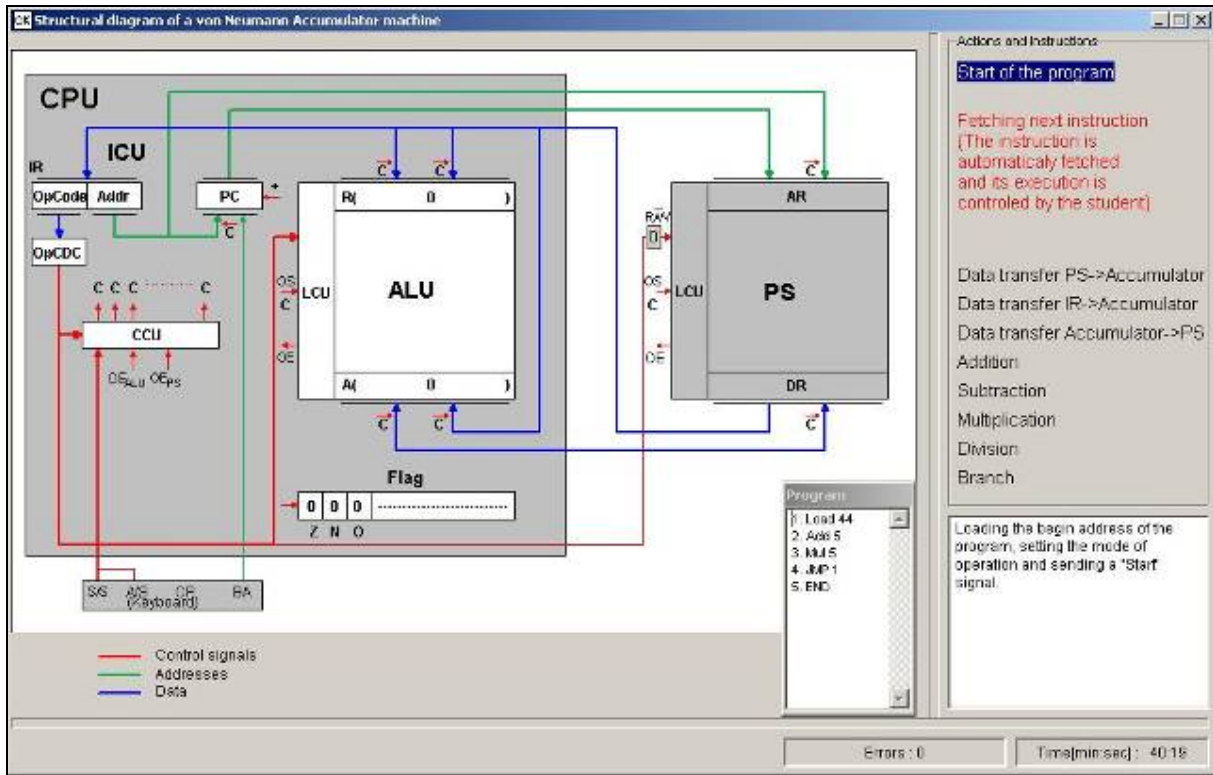 Structural diagram of a von Neumann Accumulator machine
CPU
ICU
IR
OpCode Addr
PC
+
C
OpCDC
C C C ........ C
CCU
OE ALU OE PS
C C
R( 0 )
LCU
ALU
OS
C
OE
A( 0 )
C C
Flag
0 0 0
Z N O
S/S
BA
(Keyboard)
C C
AR
0
OS
C
LCU
PS
OE
DR
C
Program
1. Load 44
2. Add 5
3. Mul 5
4. JMP 1
5. END
Control signals
Addresses
Data
Actions and Instructions
Start of the program
Fetching next instruction
(The instruction is
automaticaly fetched
and its execution is
controled by the student)
Data transfer PS->Accumulator
Data transfer IR->Accumulator
Data transfer Accumulator->PS
Addition
Subtraction
Multiplication
Division
Branch
Loading the begin address of the
program, setting the mode of
operation and sending a "Start"
signal.
Errors : 0
Time[min:sec] : 40:19